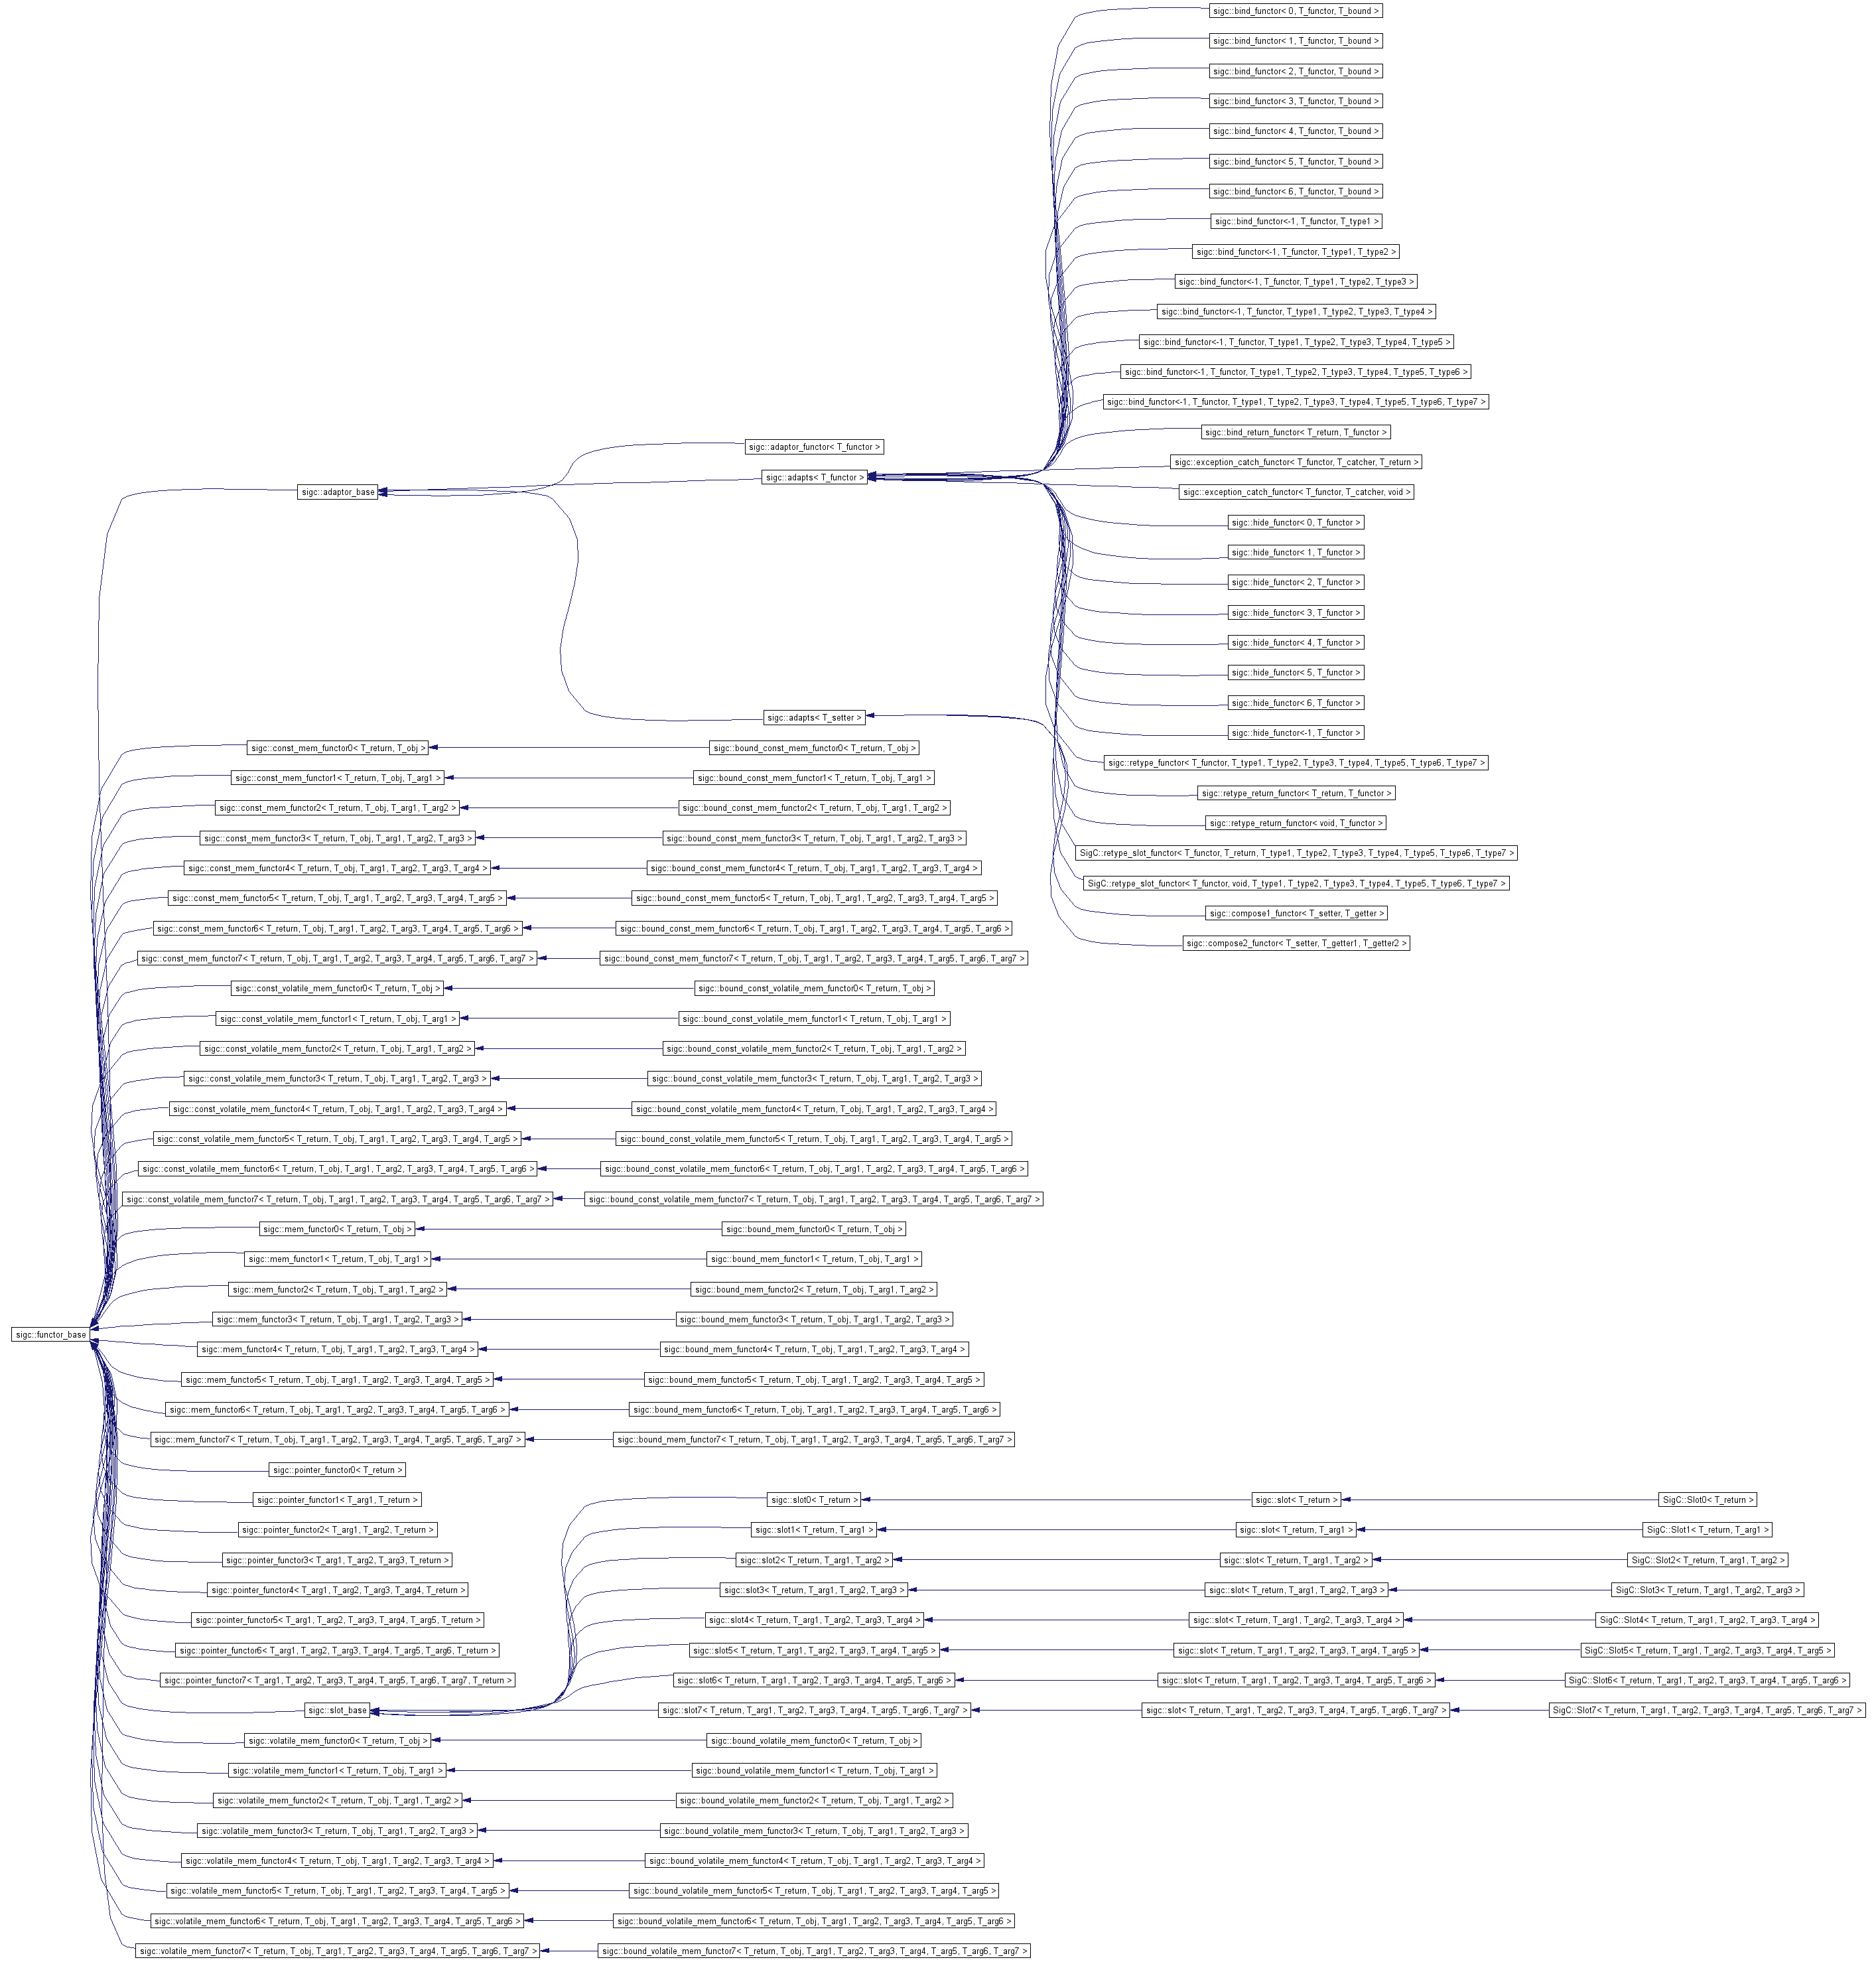 sigc::bind_functor< 0, T_functor, T_bound >
sigc::bind_functor< 1, T_functor, T_bound >
sigc::bind_functor< 2, T_functor, T_bound >
sigc::bind_functor< 3, T_functor, T_bound >
sigc::bind_functor< 4, T_functor, T_bound >
sigc::bind_functor< 5, T_functor, T_bound >
sigc::bind_functor< 6, T_functor, T_bound >
sigc::bind_functor<-1, T_functor, T_type1 >
sigc::bind_functor<-1, T_functor, T_type1, T_type2 >
sigc::bind_functor<-1, T_functor, T_type1, T_type2, T_type3 >
sigc::bind_functor<-1, T_functor, T_type1, T_type2, T_type3, T_type4 >
sigc::bind_functor<-1, T_functor, T_type1, T_type2, T_type3, T_type4, T_type5 >
sigc::bind_functor<-1, T_functor, T_type1, T_type2, T_type3, T_type4, T_type5, T_type6 >
sigc::bind_functor<-1, T_functor, T_type1, T_type2, T_type3, T_type4, T_type5, T_type6, T_type7 >
sigc::bind_return_functor< T_return, T_functor >
sigc::adaptor_functor< T_functor >
sigc::exception_catch_functor< T_functor, T_catcher, T_return >
sigc::adapts< T_functor >
sigc::adaptor_base
sigc::exception_catch_functor< T_functor, T_catcher, void >
sigc::hide_functor< 0, T_functor >
sigc::hide_functor< 1, T_functor >
sigc::hide_functor< 2, T_functor >
sigc::hide_functor< 3, T_functor >
sigc::hide_functor< 4, T_functor >
sigc::hide_functor< 5, T_functor >
sigc::hide_functor< 6, T_functor >
sigc::adapts< T_setter >
sigc::hide_functor<-1, T_functor >
sigc::const_mem_functor0< T_return, T_obj >
sigc::bound_const_mem_functor0< T_return, T_obj >
sigc::retype_functor< T_functor, T_type1, T_type2, T_type3, T_type4, T_type5, T_type6, T_type7 >
sigc::const_mem_functor1< T_return, T_obj, T_arg1 >
sigc::bound_const_mem_functor1< T_return, T_obj, T_arg1 >
sigc::retype_return_functor< T_return, T_functor >
sigc::const_mem_functor2< T_return, T_obj, T_arg1, T_arg2 >
sigc::bound_const_mem_functor2< T_return, T_obj, T_arg1, T_arg2 >
sigc::retype_return_functor< void, T_functor >
sigc::const_mem_functor3< T_return, T_obj, T_arg1, T_arg2, T_arg3 >
sigc::bound_const_mem_functor3< T_return, T_obj, T_arg1, T_arg2, T_arg3 >
SigC::retype_slot_functor< T_functor, T_return, T_type1, T_type2, T_type3, T_type4, T_type5, T_type6, T_type7 >
sigc::const_mem_functor4< T_return, T_obj, T_arg1, T_arg2, T_arg3, T_arg4 >
sigc::bound_const_mem_functor4< T_return, T_obj, T_arg1, T_arg2, T_arg3, T_arg4 >
SigC::retype_slot_functor< T_functor, void, T_type1, T_type2, T_type3, T_type4, T_type5, T_type6, T_type7 >
sigc::const_mem_functor5< T_return, T_obj, T_arg1, T_arg2, T_arg3, T_arg4, T_arg5 >
sigc::bound_const_mem_functor5< T_return, T_obj, T_arg1, T_arg2, T_arg3, T_arg4, T_arg5 >
sigc::compose1_functor< T_setter, T_getter >
sigc::const_mem_functor6< T_return, T_obj, T_arg1, T_arg2, T_arg3, T_arg4, T_arg5, T_arg6 >
sigc::bound_const_mem_functor6< T_return, T_obj, T_arg1, T_arg2, T_arg3, T_arg4, T_arg5, T_arg6 >
sigc::compose2_functor< T_setter, T_getter1, T_getter2 >
sigc::const_mem_functor7< T_return, T_obj, T_arg1, T_arg2, T_arg3, T_arg4, T_arg5, T_arg6, T_arg7 >
sigc::bound_const_mem_functor7< T_return, T_obj, T_arg1, T_arg2, T_arg3, T_arg4, T_arg5, T_arg6, T_arg7 >
sigc::const_volatile_mem_functor0< T_return, T_obj >
sigc::bound_const_volatile_mem_functor0< T_return, T_obj >
sigc::const_volatile_mem_functor1< T_return, T_obj, T_arg1 >
sigc::bound_const_volatile_mem_functor1< T_return, T_obj, T_arg1 >
sigc::const_volatile_mem_functor2< T_return, T_obj, T_arg1, T_arg2 >
sigc::bound_const_volatile_mem_functor2< T_return, T_obj, T_arg1, T_arg2 >
sigc::const_volatile_mem_functor3< T_return, T_obj, T_arg1, T_arg2, T_arg3 >
sigc::bound_const_volatile_mem_functor3< T_return, T_obj, T_arg1, T_arg2, T_arg3 >
sigc::const_volatile_mem_functor4< T_return, T_obj, T_arg1, T_arg2, T_arg3, T_arg4 >
sigc::bound_const_volatile_mem_functor4< T_return, T_obj, T_arg1, T_arg2, T_arg3, T_arg4 >
sigc::const_volatile_mem_functor5< T_return, T_obj, T_arg1, T_arg2, T_arg3, T_arg4, T_arg5 >
sigc::bound_const_volatile_mem_functor5< T_return, T_obj, T_arg1, T_arg2, T_arg3, T_arg4, T_arg5 >
sigc::const_volatile_mem_functor6< T_return, T_obj, T_arg1, T_arg2, T_arg3, T_arg4, T_arg5, T_arg6 >
sigc::bound_const_volatile_mem_functor6< T_return, T_obj, T_arg1, T_arg2, T_arg3, T_arg4, T_arg5, T_arg6 >
sigc::const_volatile_mem_functor7< T_return, T_obj, T_arg1, T_arg2, T_arg3, T_arg4, T_arg5, T_arg6, T_arg7 >
sigc::bound_const_volatile_mem_functor7< T_return, T_obj, T_arg1, T_arg2, T_arg3, T_arg4, T_arg5, T_arg6, T_arg7 >
sigc::mem_functor0< T_return, T_obj >
sigc::bound_mem_functor0< T_return, T_obj >
sigc::mem_functor1< T_return, T_obj, T_arg1 >
sigc::bound_mem_functor1< T_return, T_obj, T_arg1 >
sigc::mem_functor2< T_return, T_obj, T_arg1, T_arg2 >
sigc::bound_mem_functor2< T_return, T_obj, T_arg1, T_arg2 >
sigc::mem_functor3< T_return, T_obj, T_arg1, T_arg2, T_arg3 >
sigc::bound_mem_functor3< T_return, T_obj, T_arg1, T_arg2, T_arg3 >
sigc::functor_base
sigc::mem_functor4< T_return, T_obj, T_arg1, T_arg2, T_arg3, T_arg4 >
sigc::bound_mem_functor4< T_return, T_obj, T_arg1, T_arg2, T_arg3, T_arg4 >
sigc::mem_functor5< T_return, T_obj, T_arg1, T_arg2, T_arg3, T_arg4, T_arg5 >
sigc::bound_mem_functor5< T_return, T_obj, T_arg1, T_arg2, T_arg3, T_arg4, T_arg5 >
sigc::mem_functor6< T_return, T_obj, T_arg1, T_arg2, T_arg3, T_arg4, T_arg5, T_arg6 >
sigc::bound_mem_functor6< T_return, T_obj, T_arg1, T_arg2, T_arg3, T_arg4, T_arg5, T_arg6 >
sigc::mem_functor7< T_return, T_obj, T_arg1, T_arg2, T_arg3, T_arg4, T_arg5, T_arg6, T_arg7 >
sigc::bound_mem_functor7< T_return, T_obj, T_arg1, T_arg2, T_arg3, T_arg4, T_arg5, T_arg6, T_arg7 >
sigc::pointer_functor0< T_return >
sigc::pointer_functor1< T_arg1, T_return >
sigc::slot0< T_return >
sigc::slot< T_return >
SigC::Slot0< T_return >
sigc::pointer_functor2< T_arg1, T_arg2, T_return >
sigc::slot1< T_return, T_arg1 >
sigc::slot< T_return, T_arg1 >
SigC::Slot1< T_return, T_arg1 >
sigc::pointer_functor3< T_arg1, T_arg2, T_arg3, T_return >
sigc::slot2< T_return, T_arg1, T_arg2 >
sigc::slot< T_return, T_arg1, T_arg2 >
SigC::Slot2< T_return, T_arg1, T_arg2 >
sigc::pointer_functor4< T_arg1, T_arg2, T_arg3, T_arg4, T_return >
sigc::slot3< T_return, T_arg1, T_arg2, T_arg3 >
sigc::slot< T_return, T_arg1, T_arg2, T_arg3 >
SigC::Slot3< T_return, T_arg1, T_arg2, T_arg3 >
sigc::pointer_functor5< T_arg1, T_arg2, T_arg3, T_arg4, T_arg5, T_return >
sigc::slot4< T_return, T_arg1, T_arg2, T_arg3, T_arg4 >
sigc::slot< T_return, T_arg1, T_arg2, T_arg3, T_arg4 >
SigC::Slot4< T_return, T_arg1, T_arg2, T_arg3, T_arg4 >
sigc::pointer_functor6< T_arg1, T_arg2, T_arg3, T_arg4, T_arg5, T_arg6, T_return >
sigc::slot5< T_return, T_arg1, T_arg2, T_arg3, T_arg4, T_arg5 >
sigc::slot< T_return, T_arg1, T_arg2, T_arg3, T_arg4, T_arg5 >
SigC::Slot5< T_return, T_arg1, T_arg2, T_arg3, T_arg4, T_arg5 >
sigc::pointer_functor7< T_arg1, T_arg2, T_arg3, T_arg4, T_arg5, T_arg6, T_arg7, T_return >
sigc::slot6< T_return, T_arg1, T_arg2, T_arg3, T_arg4, T_arg5, T_arg6 >
sigc::slot< T_return, T_arg1, T_arg2, T_arg3, T_arg4, T_arg5, T_arg6 >
SigC::Slot6< T_return, T_arg1, T_arg2, T_arg3, T_arg4, T_arg5, T_arg6 >
sigc::slot_base
sigc::slot7< T_return, T_arg1, T_arg2, T_arg3, T_arg4, T_arg5, T_arg6, T_arg7 >
sigc::slot< T_return, T_arg1, T_arg2, T_arg3, T_arg4, T_arg5, T_arg6, T_arg7 >
SigC::Slot7< T_return, T_arg1, T_arg2, T_arg3, T_arg4, T_arg5, T_arg6, T_arg7 >
sigc::volatile_mem_functor0< T_return, T_obj >
sigc::bound_volatile_mem_functor0< T_return, T_obj >
sigc::volatile_mem_functor1< T_return, T_obj, T_arg1 >
sigc::bound_volatile_mem_functor1< T_return, T_obj, T_arg1 >
sigc::volatile_mem_functor2< T_return, T_obj, T_arg1, T_arg2 >
sigc::bound_volatile_mem_functor2< T_return, T_obj, T_arg1, T_arg2 >
sigc::volatile_mem_functor3< T_return, T_obj, T_arg1, T_arg2, T_arg3 >
sigc::bound_volatile_mem_functor3< T_return, T_obj, T_arg1, T_arg2, T_arg3 >
sigc::volatile_mem_functor4< T_return, T_obj, T_arg1, T_arg2, T_arg3, T_arg4 >
sigc::bound_volatile_mem_functor4< T_return, T_obj, T_arg1, T_arg2, T_arg3, T_arg4 >
sigc::volatile_mem_functor5< T_return, T_obj, T_arg1, T_arg2, T_arg3, T_arg4, T_arg5 >
sigc::bound_volatile_mem_functor5< T_return, T_obj, T_arg1, T_arg2, T_arg3, T_arg4, T_arg5 >
sigc::volatile_mem_functor6< T_return, T_obj, T_arg1, T_arg2, T_arg3, T_arg4, T_arg5, T_arg6 >
sigc::bound_volatile_mem_functor6< T_return, T_obj, T_arg1, T_arg2, T_arg3, T_arg4, T_arg5, T_arg6 >
sigc::volatile_mem_functor7< T_return, T_obj, T_arg1, T_arg2, T_arg3, T_arg4, T_arg5, T_arg6, T_arg7 >
sigc::bound_volatile_mem_functor7< T_return, T_obj, T_arg1, T_arg2, T_arg3, T_arg4, T_arg5, T_arg6, T_arg7 >